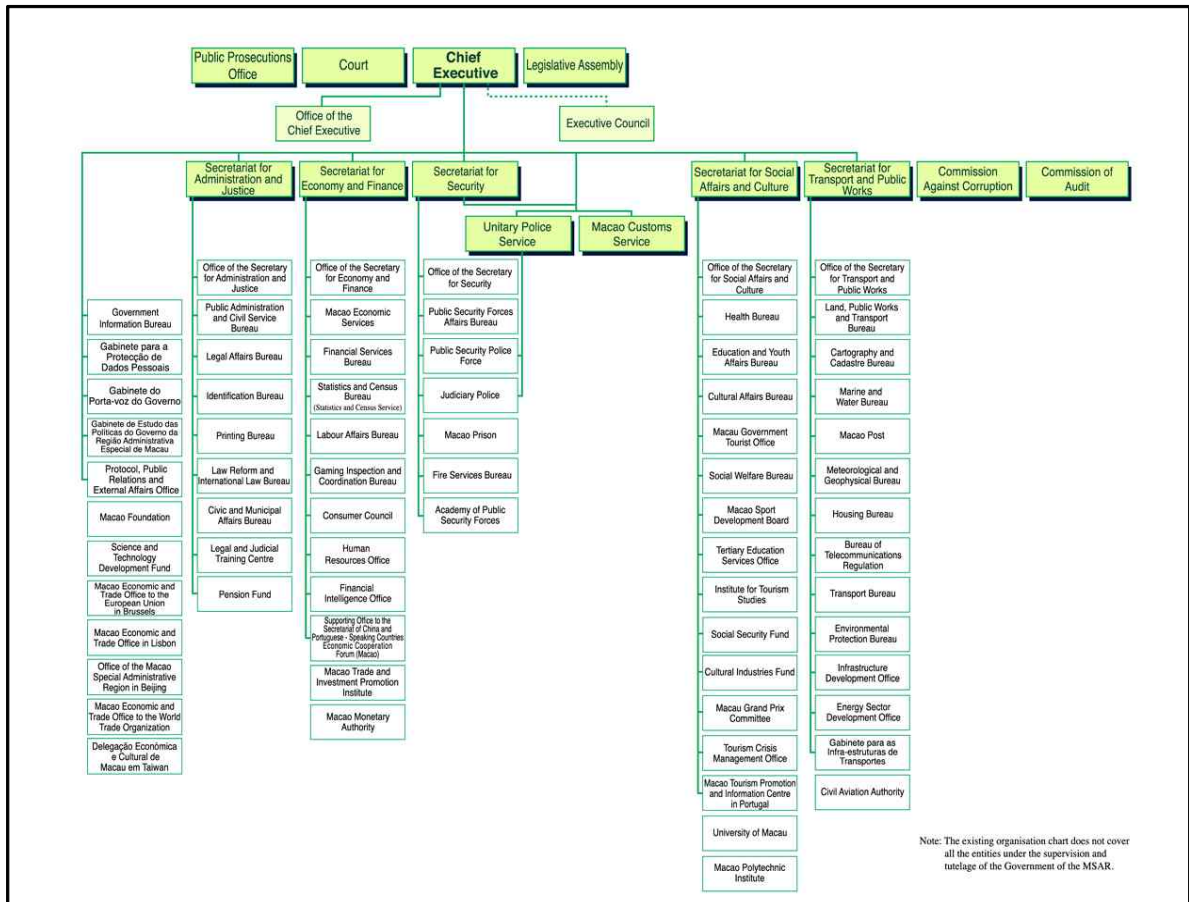 Public Prosecutions
Office
Court
Chief
Executive
Legislative Assembly
Office of the
Chief Executive
Executive Council
Secretariat for
Administration and
Justice
Secretariat for
Economy and Finance
Secretariat for
Security
Secretariat for Social
Affairs and Culture
Secretariat for
Transport and Public
Works
Commission
Against Corruption
Commission of
Audit
Unitary Police
Service
Macao Customs
Service
Government
Information Bureau
Gabinete para a
Protecção de
Dados Pessoais
Gabinete do
Porta-voz do Governo
Gabinete de Estudo das
Políticas do Governo da
Região Administrativa
Especial de Macau
Protocol, Public
Relations and
External Affairs Office
Macao Foundation
Science and
Technology
Development Fund
Macao Economic and
Trade Office to the
European Union
in Brussels
Macao Economic and
Trade Office in Lisbon
Office of the Macao
Special Administrative
Region in Beijing
Macao Economic and
Trade Office to the World
Trade Organization
Delegação Económica
e Cultural de
Macau em Taiwan
Office of the Secretary
for Administration and
Justice
Public Administration
and Civil Service
Bureau
Legal Affairs Bureau
Identification Bureau
Printing Bureau
Law Reform and
International Law Bureau
Civic and Municipal
Affairs Bureau
Legal and Judicial
Training Centre
Pension Fund
Office of the Secretary
for Economy and
Finance
Macao Economic
Services
Financial Services
Bureau
Statistics and Census
Bureau
(Statistics and Census Service)
Labour Affairs Bureau
Gaming Inspection and
Coordination Bureau
Consumer Council
Human
Resources Office
Financial
Intelligence Office
Supporting Office to the
Secretariat of China and
Portuguese - Speaking Countries
Economic Cooperation
Forum (Macao)
Macao Trade and
Investment Promotion
Institute
Macao Monetary
Authority
Office of the Secretary
for Security
Public Security Forces
Affairs Bureau
Public Security Police
Force
Judiciary Police
Macao Prison
Fire Services Bureau
Academy of Public
Security Forces
Office of the Secretary
for Social Affairs and
Culture
Health Bureau
Education and Youth
Affairs Bureau
Cultural Affairs Bureau
Macau Government
Tourist Office
Social Welfare Bureau
Macao Sport
Development Board
Tertiary Education
Services Office
Institute for Tourism
Studies
Social Security Fund
Cultural Industries Fund
Macau Grand Prix
Committee
Tourism Crisis
Management Office
Macao Tourism Promotion
and Information Centre
in Portugal
University of Macau
Macao Polytechnic
Institute
Office of the Secretary
for Transport and
Public Works
Land, Public Works
and Transport
Bureau
Cartography and
Cadastre Bureau
Marine and
Water Bureau
Macao Post
Meteorological and
Geophysical Bureau
Housing Bureau
Bureau of
Telecommunications
Regulation
Transport Bureau
Environmental
Protection Bureau
Infrastructure
Development Office
Energy Sector
Development Office
Gabinete para as
Infra-estruturas de
Transportes
Civil Aviation Authority
Note: The existing organisation chart does not cover
all the entities under the supervision and
tutelage of the Government of the MSAR.